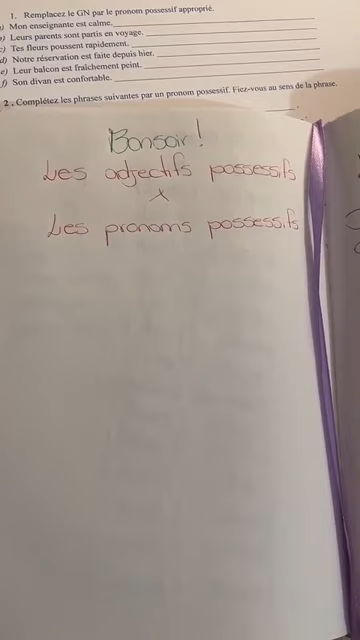 1. Remplacez le GN par le pronom possessif approprié.
) Mon enseignante est calme.
) Leurs parents sont partis en voyage.
c) Tes fleurs poussent rapidement.
d) Notre réservation est faite depuis hier.
e) Leur balcon est fraîchement peint.
f) Son divan est confortable.
2. Complétez les phrases suivantes par un pronom possessif. Fiez-vous au sens de la phrase.
Bonsoir!
Les adjectifs possessifs
x
Les pronoms possessifs